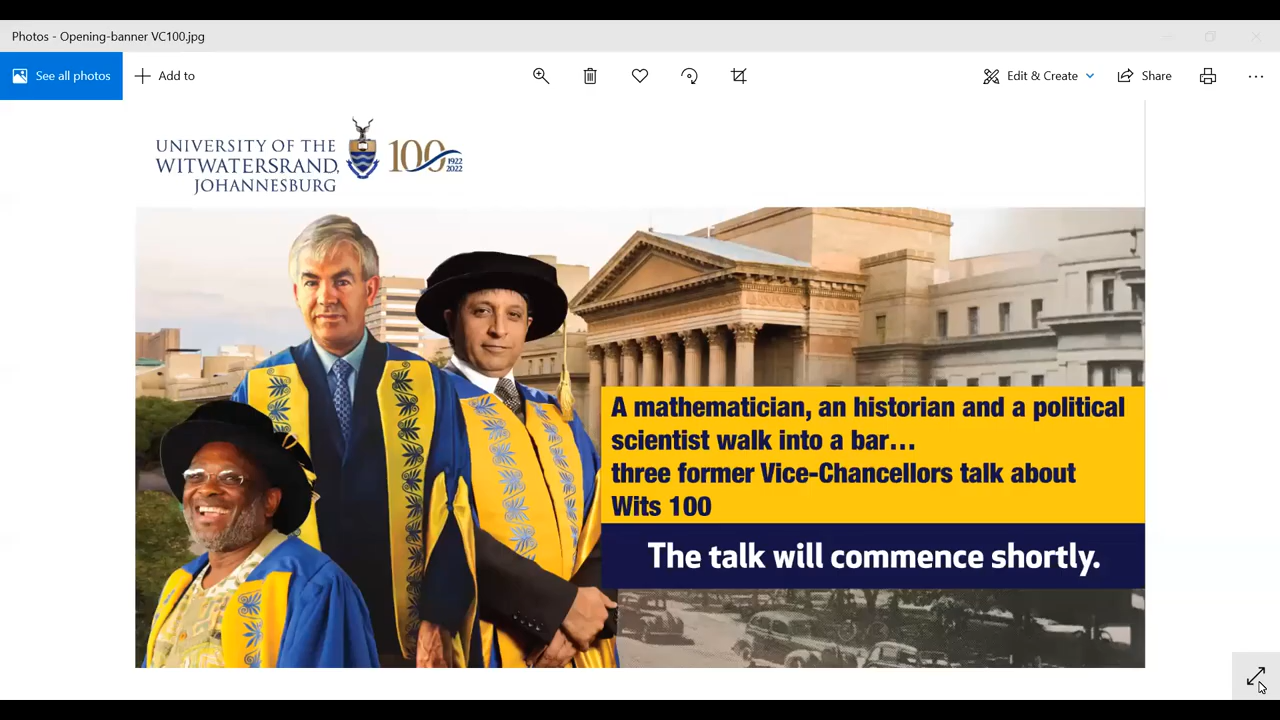 Photos - Opening-banner VC100.jpg
See all photos
Add to
Edit & Create
Share
UNIVERSITY OF THE
WITWATERSRAND,
JOHANNESBURG
100
1922
2022
A mathematician, an historian and a political
scientist walk into a bar...
three former Vice-Chancellors talk about
Wits 100
The talk will commence shortly.